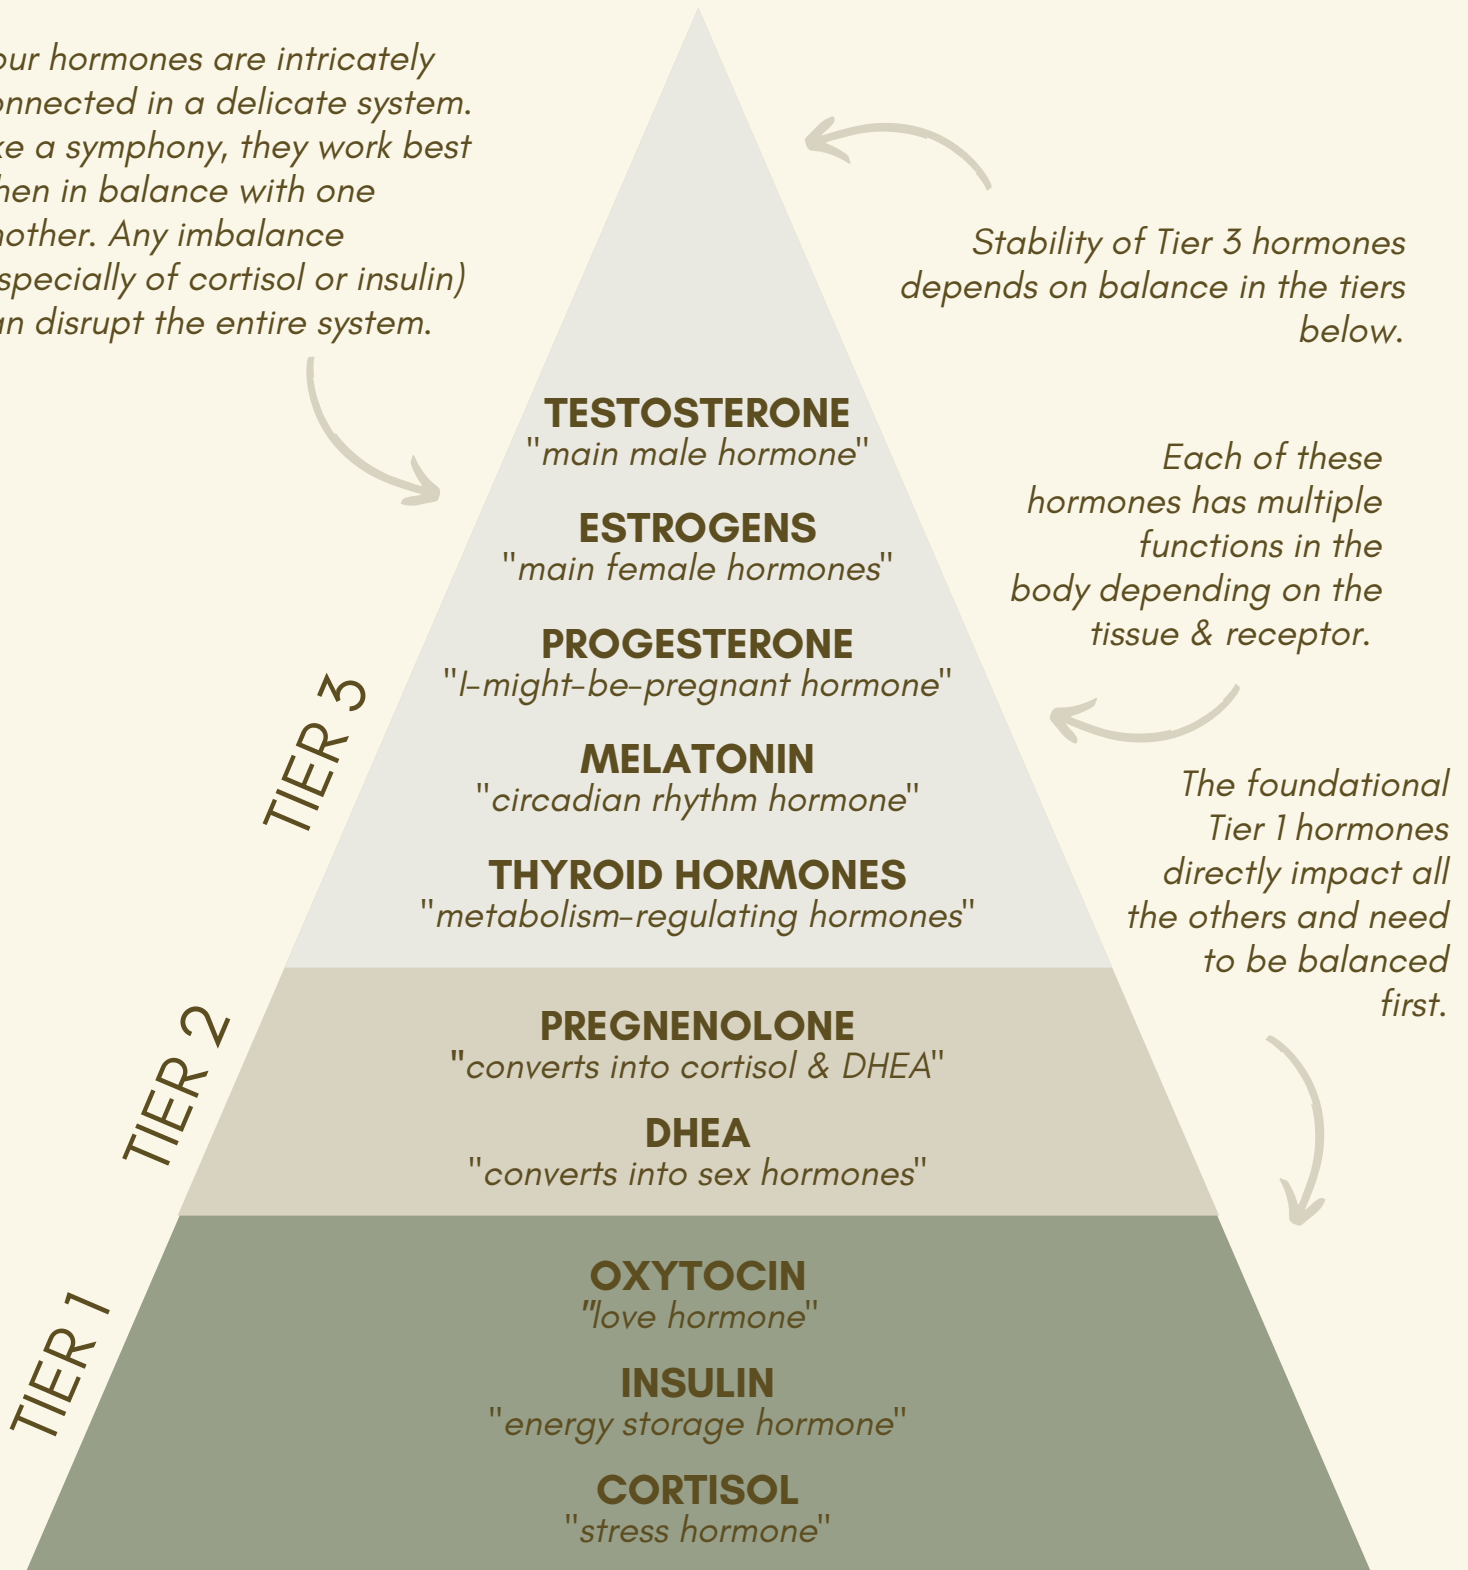 our hormones are intricately
onnected in a delicate system.
ke a symphony, they work best
hen in balance with one
nother. Any imbalance
specially of cortisol or insulin)
an disrupt the entire system.
Stability of Tier 3 hormones
depends on balance in the tiers
below.
Each of these
hormones has multiple
functions in the
body depending on the
tissue & receptor.
The foundational
Tier 1 hormones
directly impact all
the others and need
to be balanced
first.
TIER 3
TESTOSTERONE
"main male hormone"
ESTROGENS
"main female hormones"
PROGESTERONE
"I-might-be-pregnant hormone"
MELATONIN
"circadian rhythm hormone"
THYROID HORMONES
"metabolism-regulating hormones"
TIER 2
PREGNENOLONE
"converts into cortisol & DHEA"
DHEA
"converts into sex hormones"
TIER 1
OXYTOCIN
"love hormone"
INSULIN
"energy storage hormone"
CORTISOL
"stress hormone"